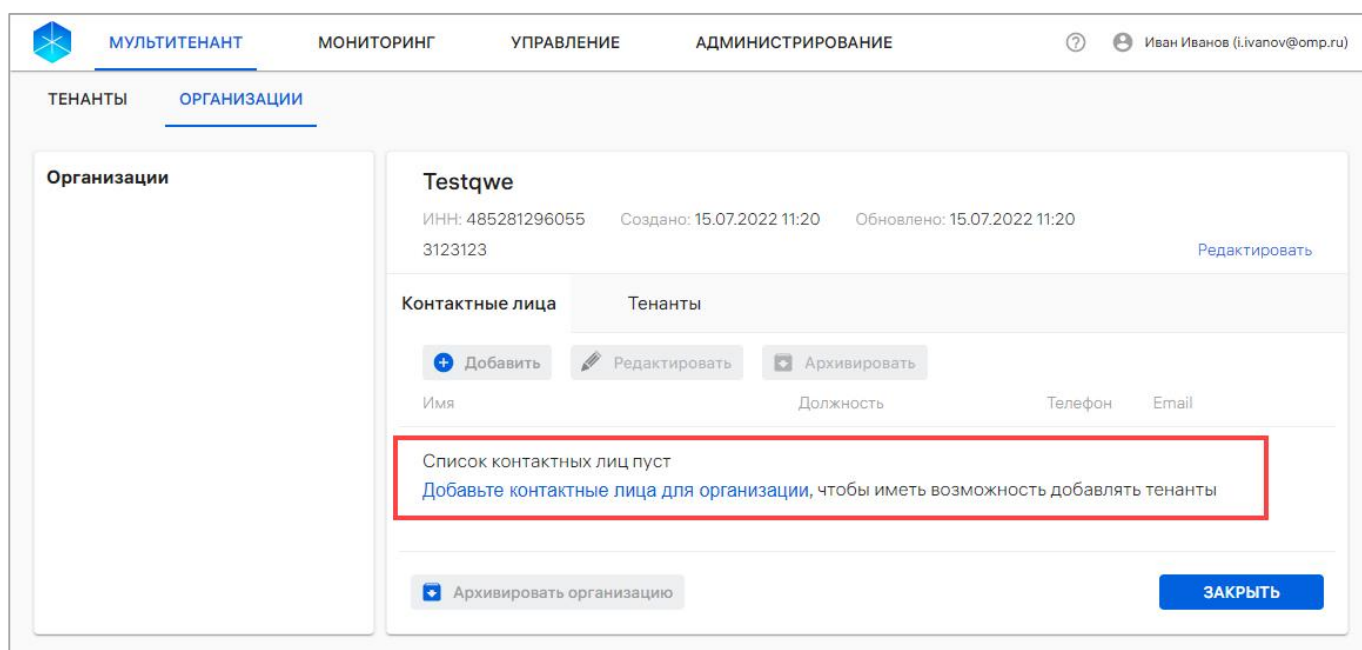 МУЛЬТИТЕНАНТ МОНИТОРИНГ УПРАВЛЕНИЕ АДМИНИСТРИРОВАНИЕ Иван Иванов (i.ivanov@omp.ru)
ТЕНАНТЫ ОРГАНИЗАЦИИ
Организации
Testqwe
ИНН: 485281296055 Создано: 15.07.2022 11:20 Обновлено: 15.07.2022 11:20
3123123 Редактировать
Контактные лица Тенанты
Добавить Редактировать Архивировать
Имя Должность Телефон Email
Список контактных лиц пуст
Добавьте контактные лица для организации, чтобы иметь возможность добавлять тенанты
Архивировать организацию ЗАКРЫТЬ